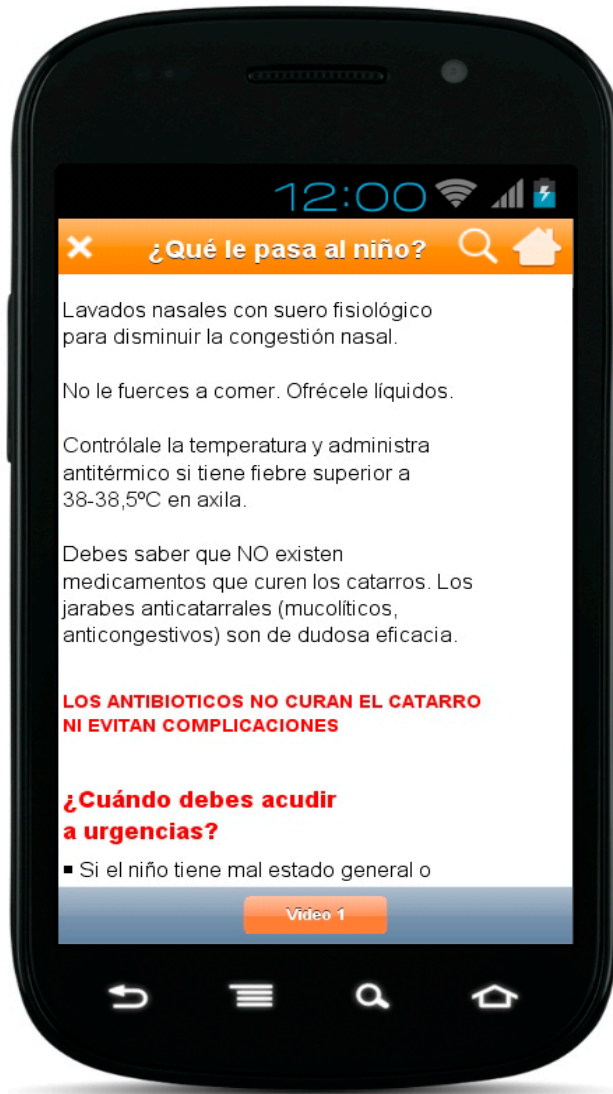 12:00
¿Qué le pasa al niño?
Lavados nasales con suero fisiológico
para disminuir la congestión nasal.
No le fuerces a comer. Ofrécele líquidos.
Contrólale la temperatura y administra
antitérmico si tiene fiebre superior a
38-38,5ºC en axila.
Debes saber que NO existen
medicamentos que curen los catarros. Los
jarabes anticatarrales (mucolíticos,
anticongestivos) son de dudosa eficacia.
LOS ANTIBIOTICOS NO CURAN EL CATARRO
NI EVITAN COMPLICACIONES
¿Cuándo debes acudir
a urgencias?
▪ Si el niño tiene mal estado general o
Video 1